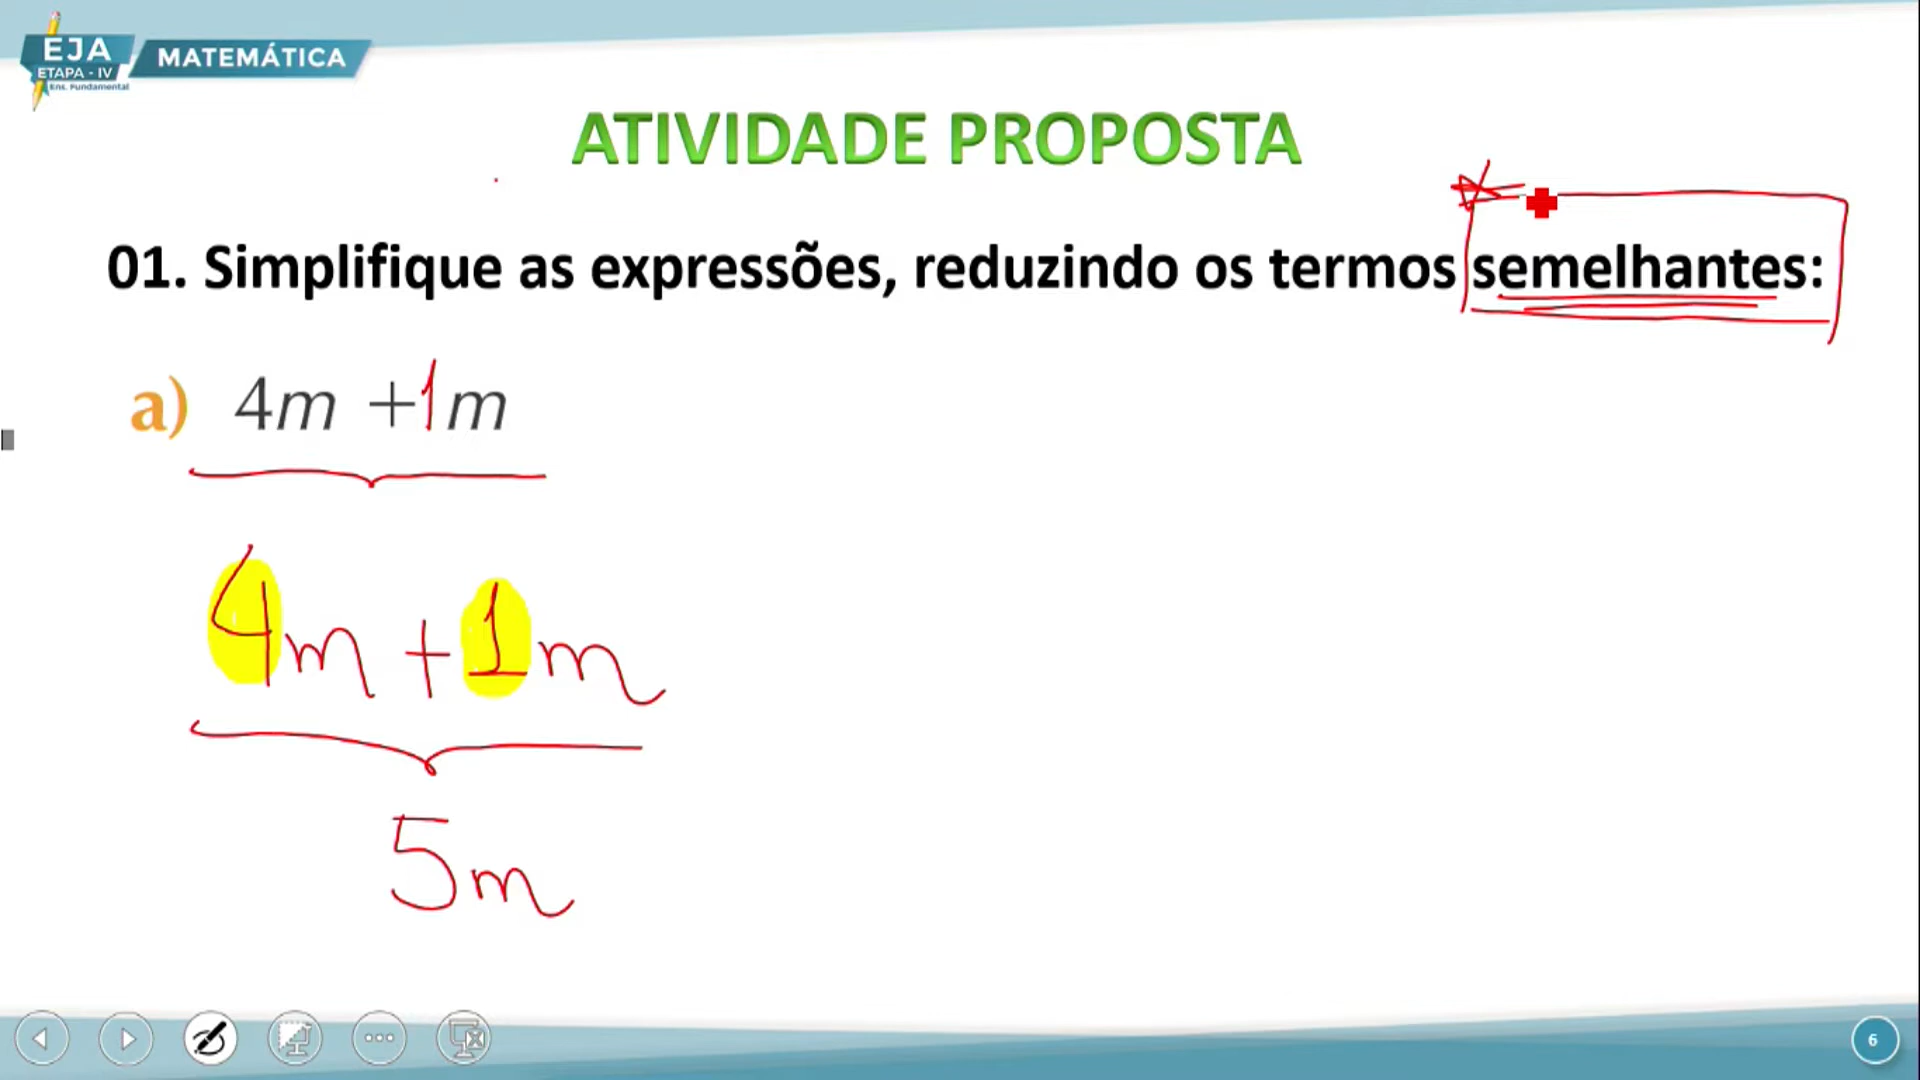 EJA
ETAPA - IV
Ens. Fundamental
MATEMÁTICA
ATIVIDADE PROPOSTA
01. Simplifique as expressões, reduzindo os termos semelhantes:
a) 4m + 1m
4m + 1m
5m
6